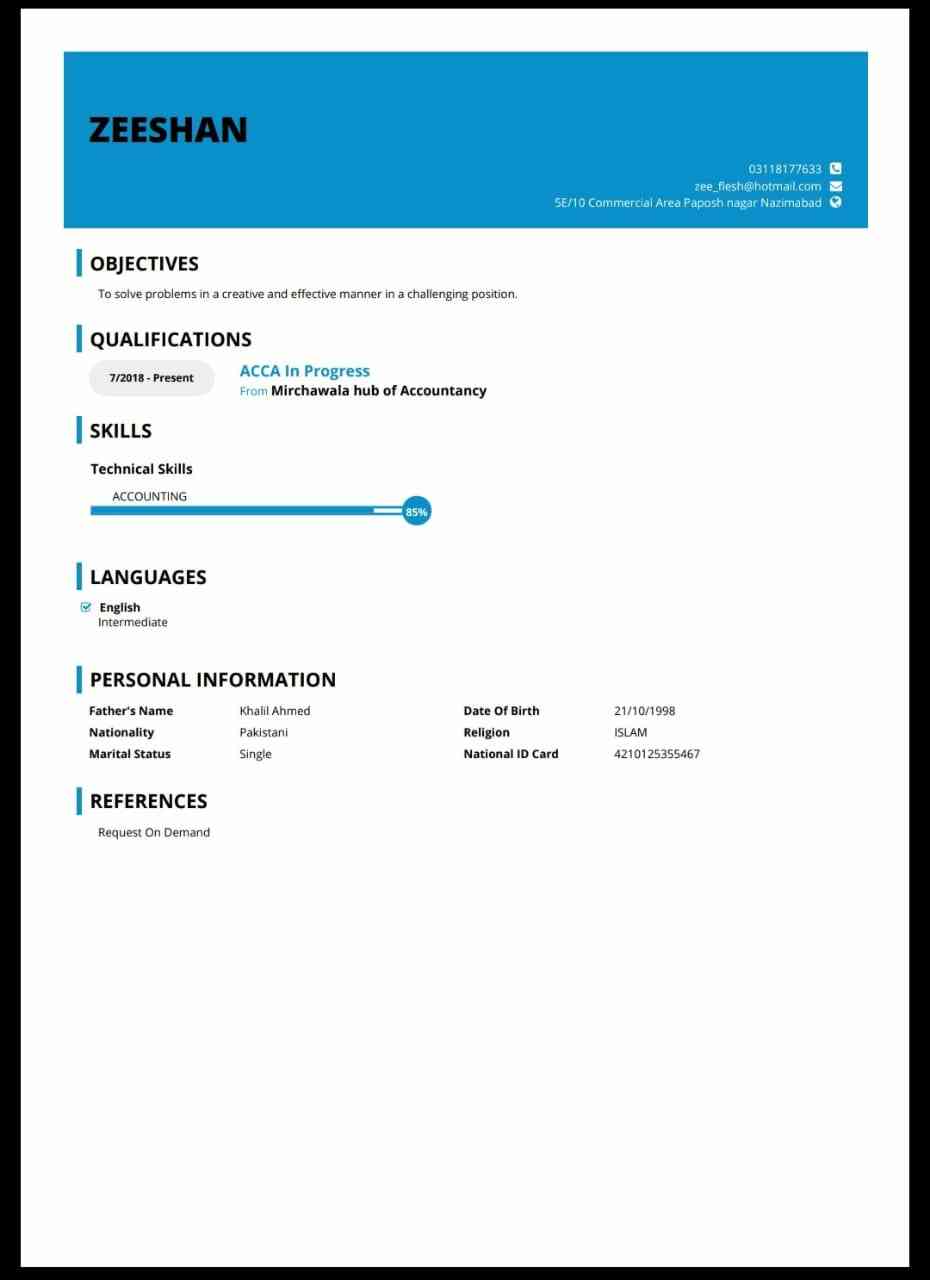 ZEESHAN
03118177633
zee_flesh@hotmail.com
5E/10 Commercial Area Paposh nagar Nazimabad
OBJECTIVES
To solve problems in a creative and effective manner in a challenging position.
QUALIFICATIONS
7/2018 - Present
ACCA In Progress
From Mirchawala hub of Accountancy
SKILLS
Technical Skills
ACCOUNTING
85%
LANGUAGES
English
Intermediate
PERSONAL INFORMATION
Father's Name Khalil Ahmed Date Of Birth 21/10/1998
Nationality Pakistani Religion ISLAM
Marital Status Single National ID Card 4210125355467
REFERENCES
Request On Demand